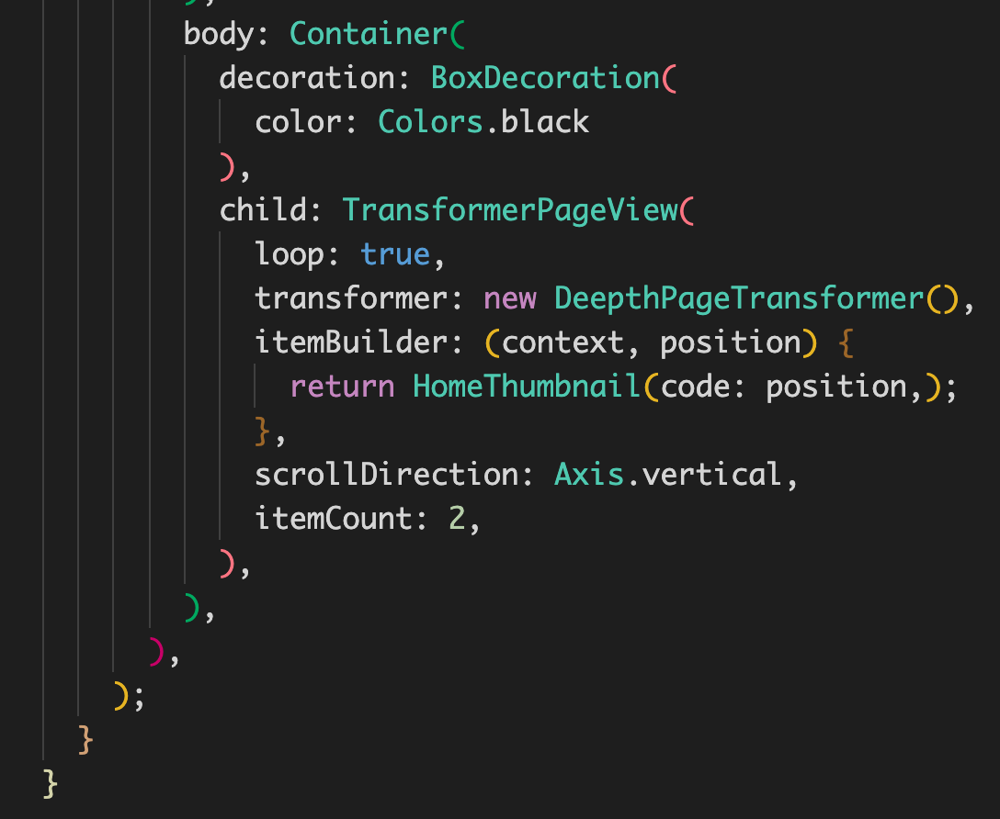 ),
body: Container(
decoration: BoxDecoration(
color: Colors.black
),
child: TransformerPageView(
loop: true,
transformer: new DeepthPageTransformer(),
itemBuilder: (context, position) {
return HomeThumbnail(code: position,);
},
scrollDirection: Axis.vertical,
itemCount: 2,
),
),
),
);
}
}